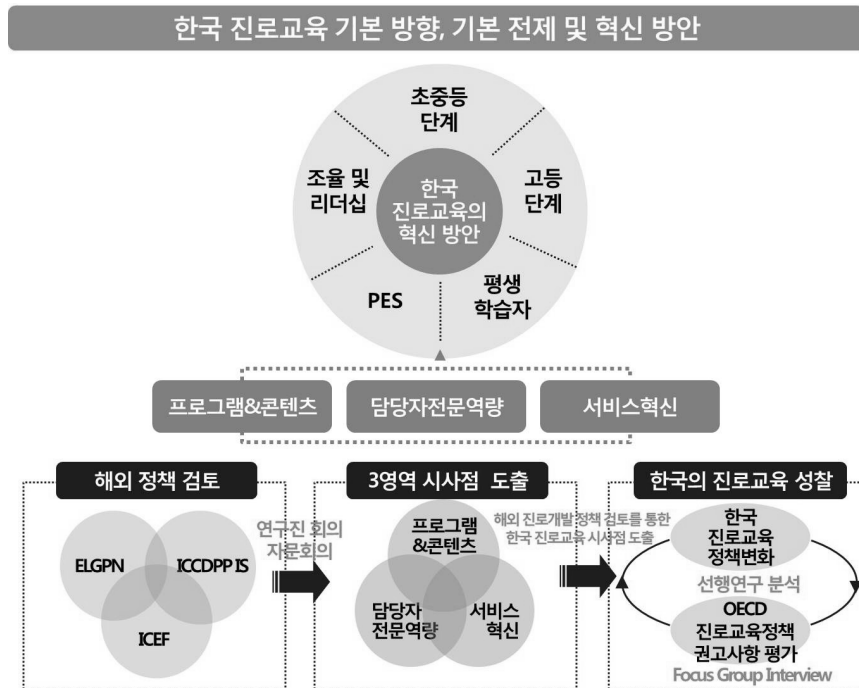 한국 진로교육 기본 방향, 기본 전제 및 혁신 방안
초중등
단계
조율 및
리더십
한국
진로교육의
혁신 방안
고등
단계
PES
평생
학습자
프로그램&콘텐츠
담당자전문역량
서비스혁신
해외 정책 검토
ELGPN
ICCDPP IS
ICEF
연구진 회의
자문회의
3영역 시사점 도출
프로그램
&콘텐츠
담당자
전문역량
서비스
혁신
해외 진로개발 정책 검토를 통한
한국 진로교육 시사점 도출
한국의 진로교육 성찰
한국
진로교육
정책변화
선행연구 분석
OECD
진로교육정책
권고사항 평가
Focus Group Interview